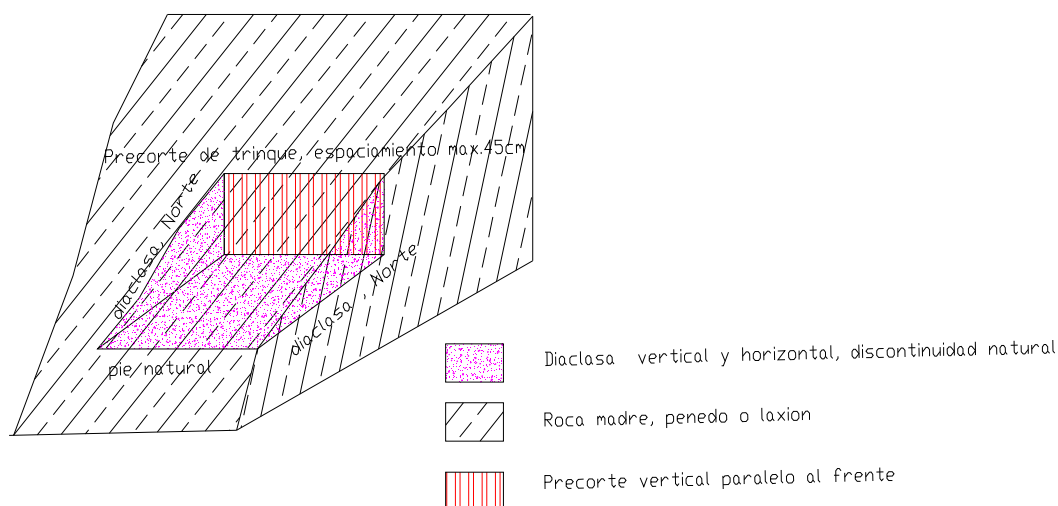 Precorte de trinque, espaciamiento max.45cm
diaclasa, Norte
diaclasa , Norte
pie natural
Diaclasa vertical y horizontal, discontinuidad natural
Roca madre, penedo o laxion
Precorte vertical paralelo al frente